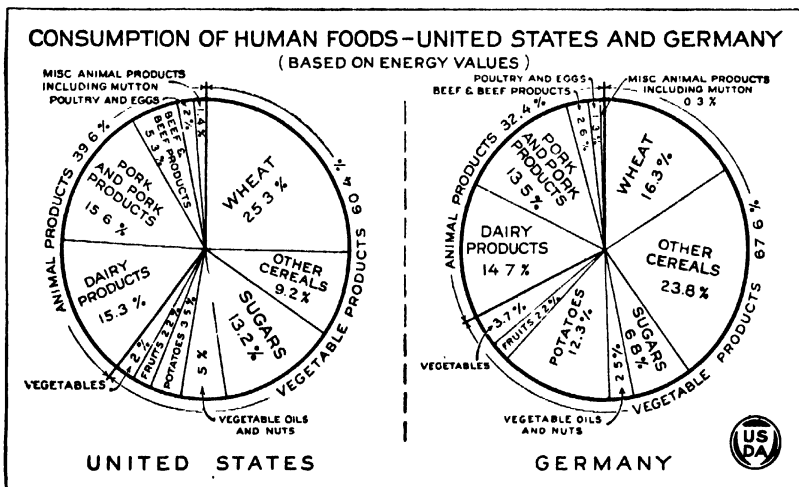 CONSUMPTION OF HUMAN FOODS-UNITED STATES AND GERMANY
(BASED ON ENERGY VALUES)
MISC ANIMAL PRODUCTS
INCLUDING MUTTON
POULTRY AND EGGS
2%
1.4%
BEEF &
BEEF PRODUCTS
5.3%
ANIMAL PRODUCTS 39.6%
60.4%
VEGETABLE PRODUCTS
PORK
AND PORK
PRODUCTS
15.6%
WHEAT
25.3%
DAIRY
PRODUCTS
15.3%
OTHER
CEREALS
9.2%
SUGARS
13.2%
2%
FRUITS 2.2%
POTATOES 3.5%
5%
VEGETABLES
VEGETABLE OILS
AND NUTS
UNITED STATES
POULTRY AND EGGS
BEEF & BEEF PRODUCTS
MISC ANIMAL PRODUCTS
INCLUDING MUTTON
0.3%
2.6%
1.3%
ANIMAL PRODUCTS 32.4%
VEGETABLE PRODUCTS 67.6%
PORK
AND PORK
PRODUCTS
13.5%
WHEAT
16.3%
DAIRY
PRODUCTS
14.7%
OTHER
CEREALS
23.8%
3.7%
FRUITS 2.2%
POTATOES
12.3%
2.5%
SUGARS
6.8%
VEGETABLES
VEGETABLE OILS
AND NUTS
GERMANY
US
DA